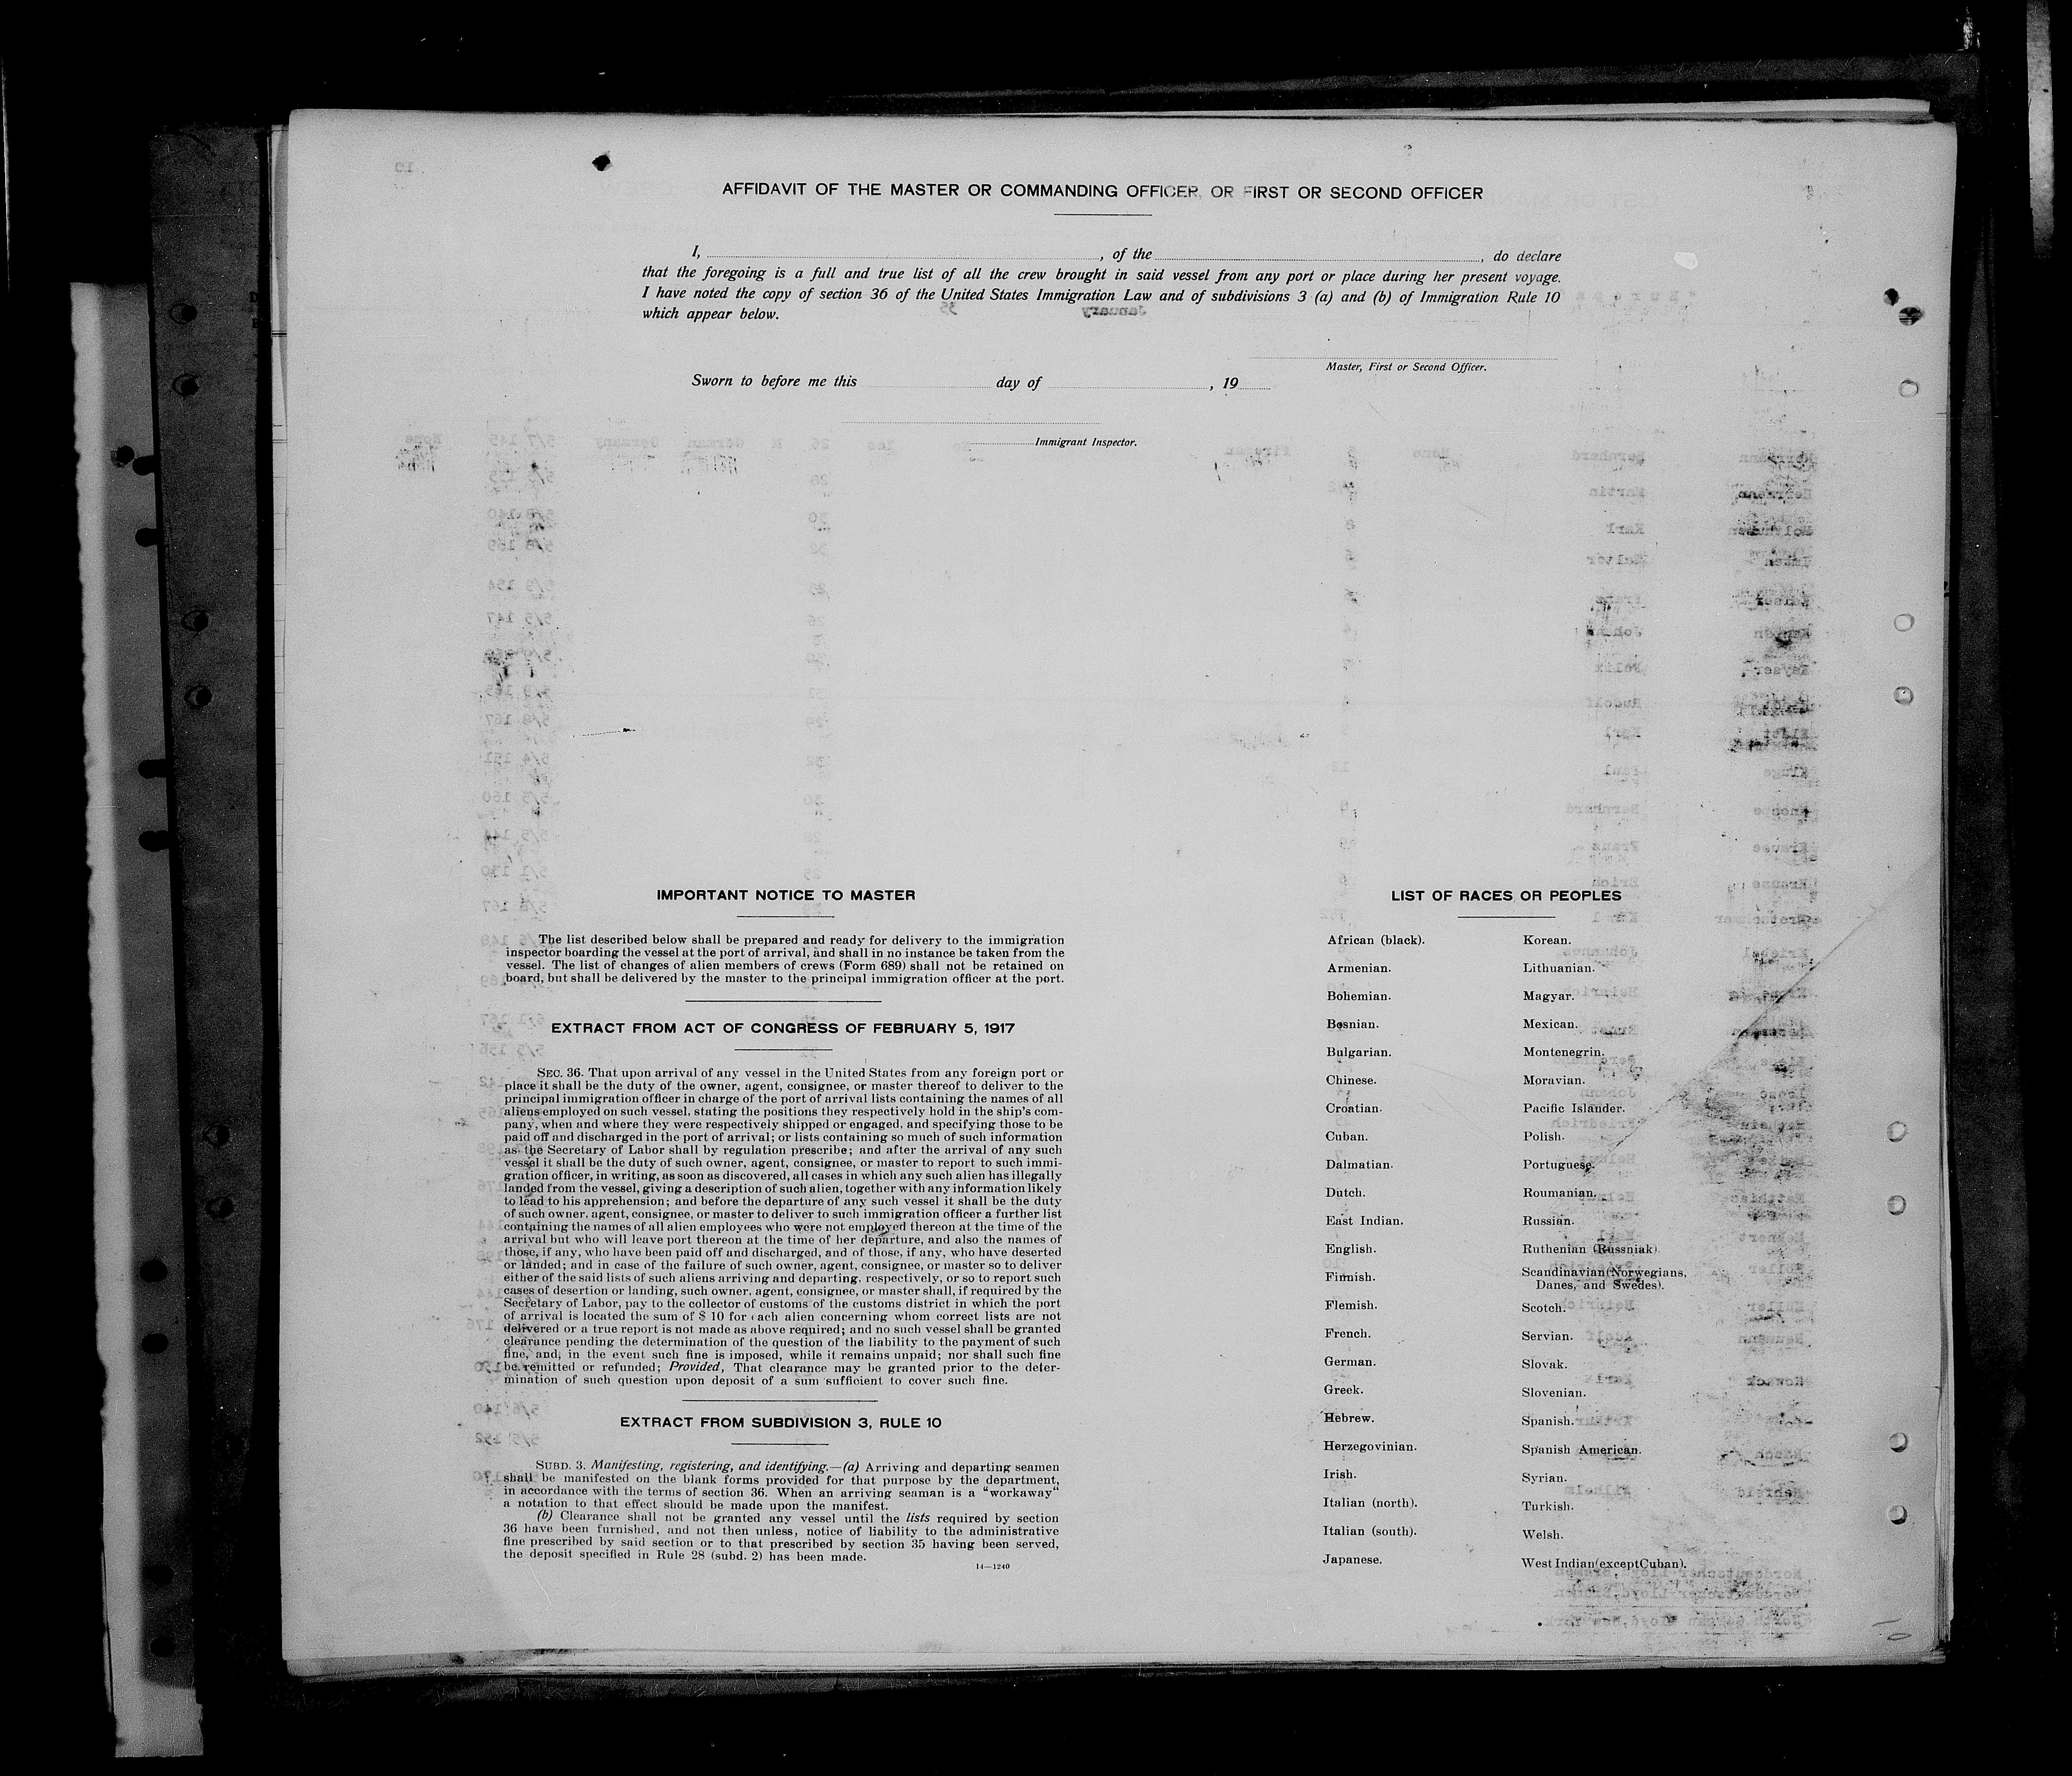 AFFIDAVIT OF THE MASTER OR COMMANDING OFFICER, OR FIRST OR SECOND OFFICER
I, , of the , do declare
that the foregoing is a full and true list of all the crew brought in said vessel from any port or place during her present voyage.
I have noted the copy of section 36 of the United States Immigration Law and of subdivisions 3 (a) and (b) of Immigration Rule 10
which appear below.
Master, First or Second Officer.
Sworn to before me this day of , 19
Immigrant Inspector.
IMPORTANT NOTICE TO MASTER
The list described below shall be prepared and ready for delivery to the immigration
inspector boarding the vessel at the port of arrival, and shall in no instance be taken from the
vessel. The list of changes of alien members of crews (Form 689) shall not be retained on
board, but shall be delivered by the master to the principal immigration officer at the port.
EXTRACT FROM ACT OF CONGRESS OF FEBRUARY 5, 1917
SEC. 36. That upon arrival of any vessel in the United States from any foreign port or
place it shall be the duty of the owner, agent, consignee, or master thereof to deliver to the
principal immigration officer in charge of the port of arrival lists containing the names of all
aliens employed on such vessel, stating the positions they respectively hold in the ship's com-
pany, when and where they were respectively shipped or engaged, and specifying those to be
paid off and discharged in the port of arrival; or lists containing so much of such information
as the Secretary of Labor shall by regulation prescribe; and after the arrival of any such
vessel it shall be the duty of such owner, agent, consignee, or master to report to such immi-
gration officer, in writing, as soon as discovered, all cases in which any such alien has illegally
landed from the vessel, giving a description of such alien, together with any information likely
to lead to his apprehension; and before the departure of any such vessel it shall be the duty
of such owner, agent, consignee, or master to deliver to such immigration officer a further list
containing the names of all alien employees who were not employed thereon at the time of the
arrival but who will leave port thereon at the time of her departure, and also the names of
those, if any, who have been paid off and discharged, and of those, if any, who have deserted
or landed; and in case of the failure of such owner, agent, consignee, or master so to deliver
either of the said lists of such aliens arriving and departing, respectively, or so to report such
cases of desertion or landing, such owner, agent, consignee, or master shall, if required by the
Secretary of Labor, pay to the collector of customs of the customs district in which the port
of arrival is located the sum of $ 10 for each alien concerning whom correct lists are not
delivered or a true report is not made as above required; and no such vessel shall be granted
clearance pending the determination of the question of the liability to the payment of such
fine, and; in the event such fine is imposed, while it remains unpaid; nor shall such fine
be remitted or refunded; Provided, That clearance may be granted prior to the deter-
mination of such question upon deposit of a sum sufficient to cover such fine.
EXTRACT FROM SUBDIVISION 3, RULE 10
SUBD. 3. Manifesting, registering, and identifying.—(a) Arriving and departing seamen
shall be manifested on the blank forms provided for that purpose by the department,
in accordance with the terms of section 36. When an arriving seaman is a "workaway"
a notation to that effect should be made upon the manifest.
(b) Clearance shall not be granted any vessel until the lists required by section
36 have been furnished, and not then unless, notice of liability to the administrative
fine prescribed by said section or to that prescribed by section 35 having been served,
the deposit specified in Rule 28 (subd. 2) has been made.
14—1240
LIST OF RACES OR PEOPLES
African (black).
Armenian.
Bohemian.
Bosnian.
Bulgarian.
Chinese.
Croatian.
Cuban.
Dalmatian.
Dutch.
East Indian.
English.
Finnish.
Flemish.
French.
German.
Greek.
Hebrew.
Herzegovinian.
Irish.
Italian (north).
Italian (south).
Japanese.
Korean.
Lithuanian.
Magyar.
Mexican.
Montenegrin.
Moravian.
Pacific Islander.
Polish.
Portuguese.
Roumanian.
Russian.
Ruthenian (Russniak)
Scandinavian (Norwegians,
Danes, and Swedes).
Scotch.
Servian.
Slovak.
Slovenian.
Spanish.
Spanish American.
Syrian.
Turkish.
Welsh.
West Indian (except Cuban).